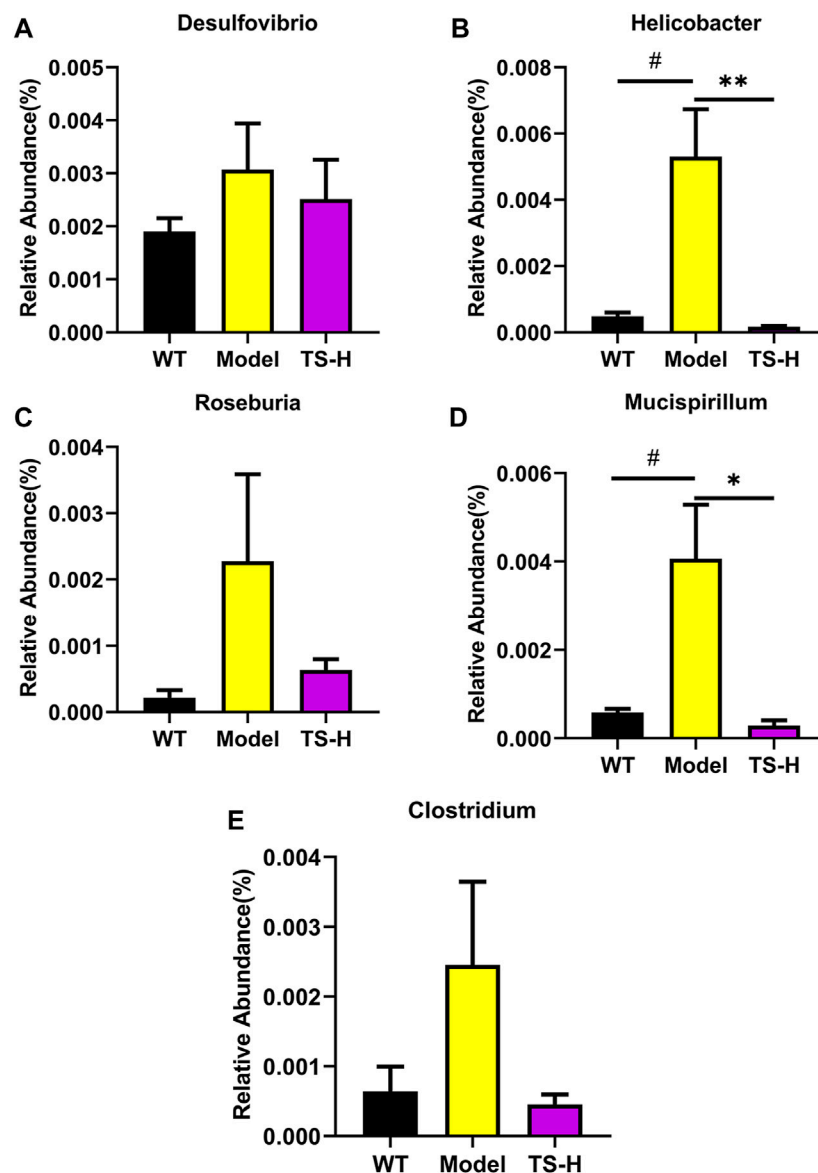 A
Desulfovibrio
Relative Abundance(%)
0.005
0.004
0.003
0.002
0.001
0.000
WT Model TS-H
B
Helicobacter
Relative Abundance(%)
0.008
0.006
0.004
0.002
0.000
#
**
WT Model TS-H
C
Roseburia
Relative Abundance(%)
0.004
0.003
0.002
0.001
0.000
WT Model TS-H
D
Mucispirillum
Relative Abundance(%)
0.006
0.004
0.002
0.000
#
*
WT Model TS-H
E
Clostridium
Relative Abundance(%)
0.004
0.003
0.002
0.001
0.000
WT Model TS-H